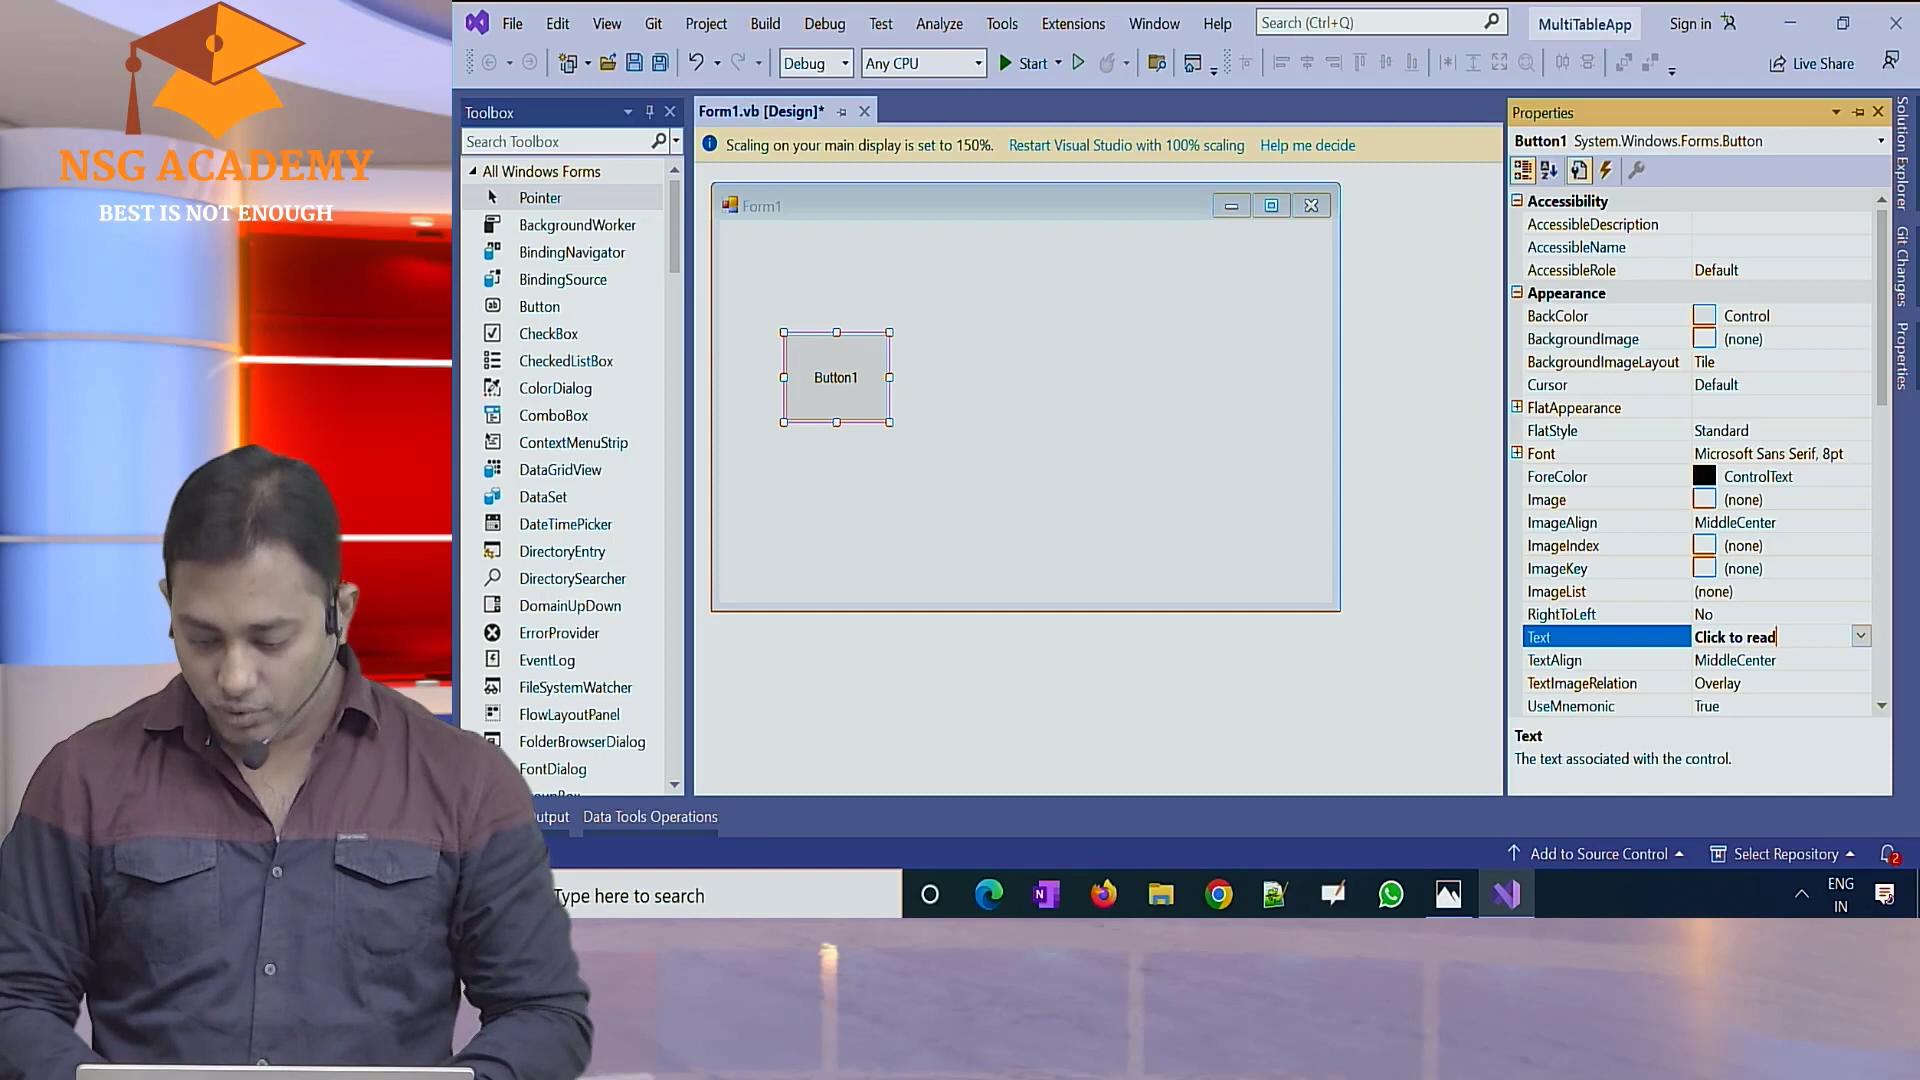 NSG ACADEMY
BEST IS NOT ENOUGH
File Edit View Git Project Build Debug Test Analyze Tools Extensions Window Help Search (Ctrl+Q) MultiTableApp Sign in
Debug Any CPU Start Live Share
Toolbox
Search Toolbox
All Windows Forms
Pointer
BackgroundWorker
BindingNavigator
BindingSource
Button
CheckBox
CheckedListBox
ColorDialog
ComboBox
ContextMenuStrip
DataGridView
DataSet
DateTimePicker
DirectoryEntry
DirectorySearcher
DomainUpDown
ErrorProvider
EventLog
FileSystemWatcher
FlowLayoutPanel
FolderBrowserDialog
FontDialog
Form1.vb [Design]*
Scaling on your main display is set to 150%. Restart Visual Studio with 100% scaling Help me decide
Form1
Button1
Properties
Button1 System.Windows.Forms.Button
Accessibility
AccessibleDescription
AccessibleName
AccessibleRole Default
Appearance
BackColor Control
BackgroundImage (none)
BackgroundImageLayout Tile
Cursor Default
FlatAppearance
FlatStyle Standard
Font Microsoft Sans Serif, 8pt
ForeColor ControlText
Image (none)
ImageAlign MiddleCenter
ImageIndex (none)
ImageKey (none)
ImageList (none)
RightToLeft No
Text Click to read
TextAlign MiddleCenter
TextImageRelation Overlay
UseMnemonic True
Text
The text associated with the control.
Solution Explorer
Git Changes
Properties
Data Tools Operations
Add to Source Control Select Repository 2
Type here to search
ENG
IN